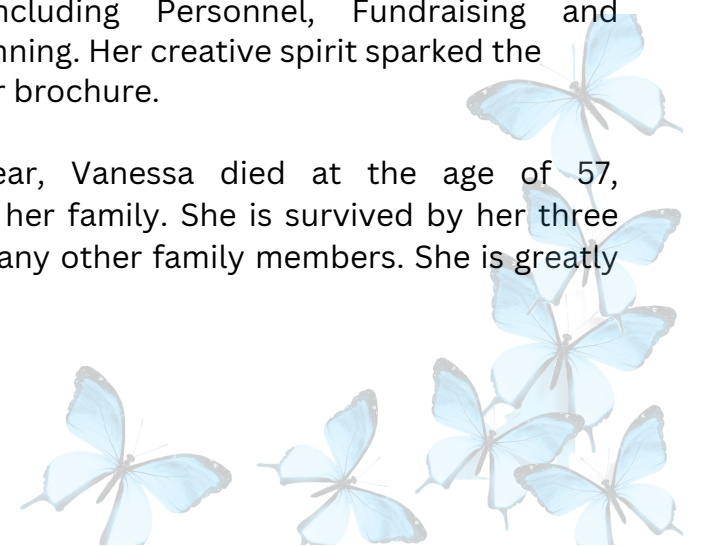 ncluding Personnel, Fundraising and
nning. Her creative spirit sparked the
r brochure.
ear, Vanessa died at the age of 57,
her family. She is survived by her three
any other family members. She is greatly